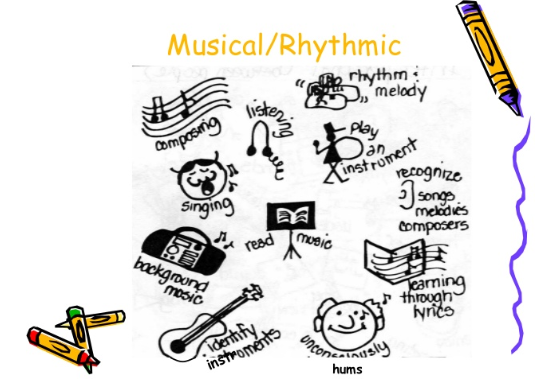 Musical/Rhythmic
rhythm &
melody
composing
listening
play
an
instrument
recognize
songs
melodies
composers
singing
read music
background
music
learning
through
lyrics
identify
instruments
unconsciously
hums